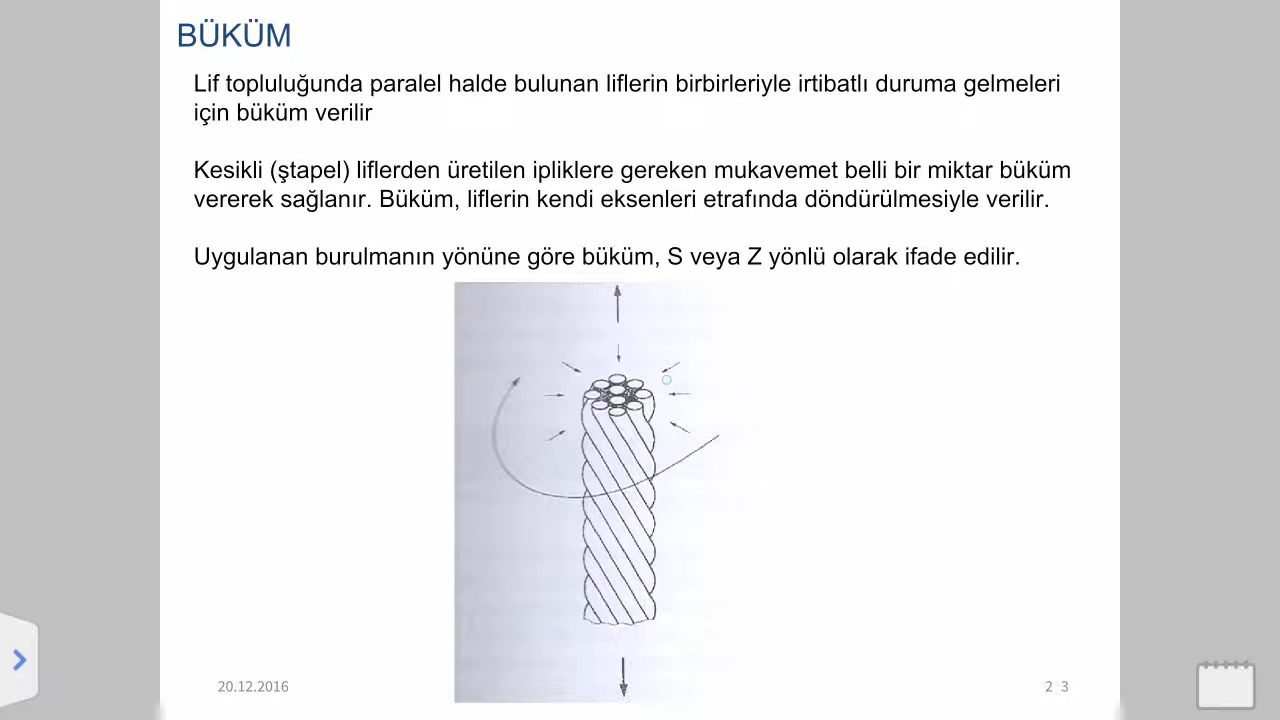 BÜKÜM
Lif topluluğunda paralel halde bulunan liflerin birbirleriyle irtibatlı duruma gelmeleri
için büküm verilir
Kesikli (ştapel) liflerden üretilen ipliklere gereken mukavemet belli bir miktar büküm
vererek sağlanır. Büküm, liflerin kendi eksenleri etrafında döndürülmesiyle verilir.
Uygulanan burulmanın yönüne göre büküm, S veya Z yönlü olarak ifade edilir.
20.12.2016
2 3